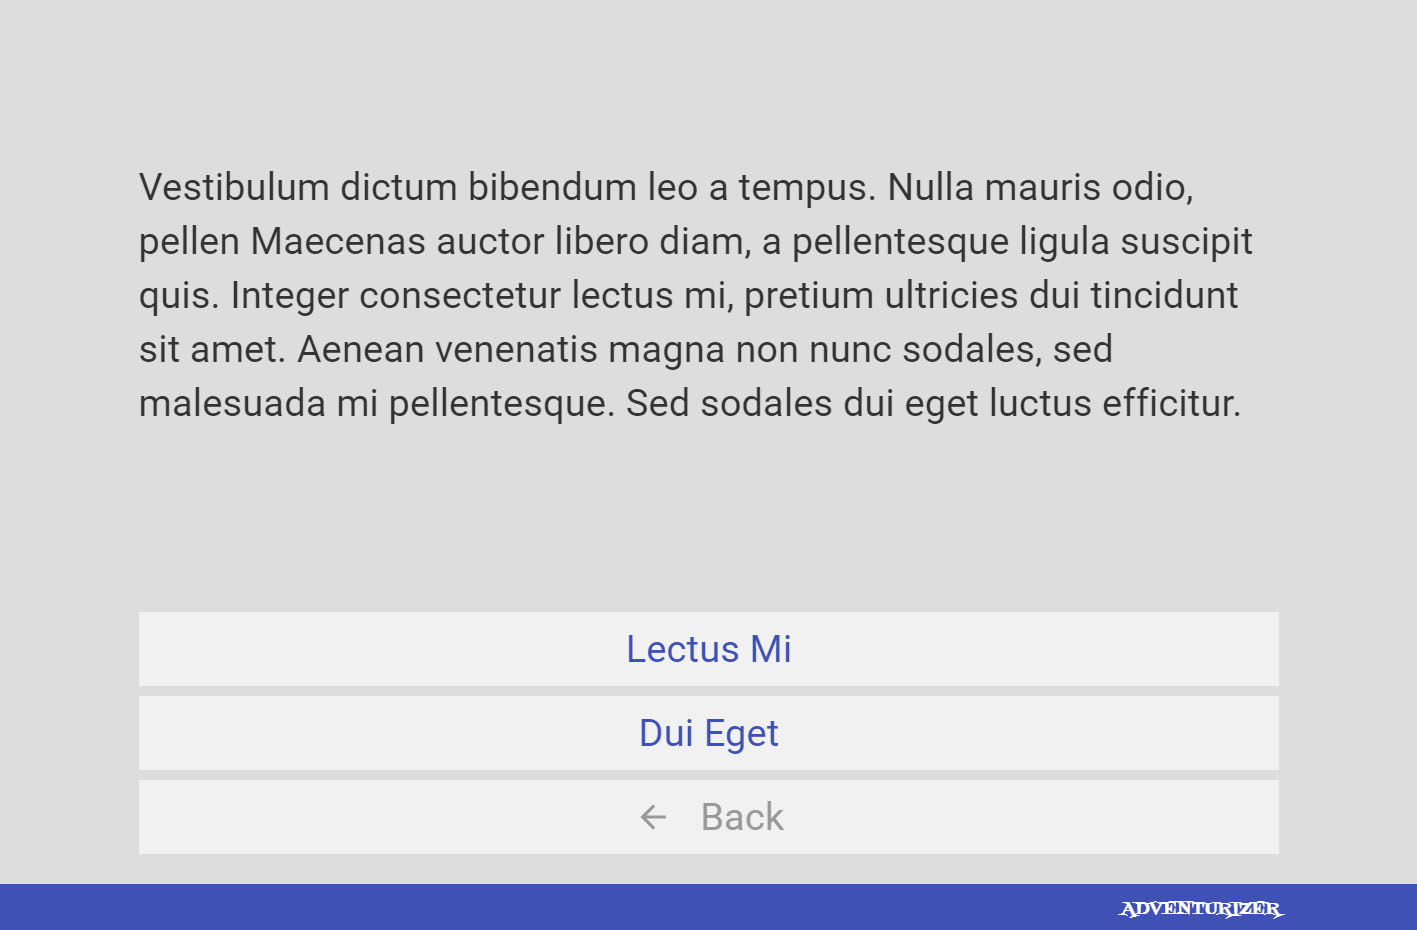 Vestibulum dictum bibendum leo a tempus. Nulla mauris odio,
pellen Maecenas auctor libero diam, a pellentesque ligula suscipit
quis. Integer consectetur lectus mi, pretium ultricies dui tincidunt
sit amet. Aenean venenatis magna non nunc sodales, sed
malesuada mi pellentesque. Sed sodales dui eget luctus efficitur.
Lectus Mi
Dui Eget
Back
ADVENTURIZER